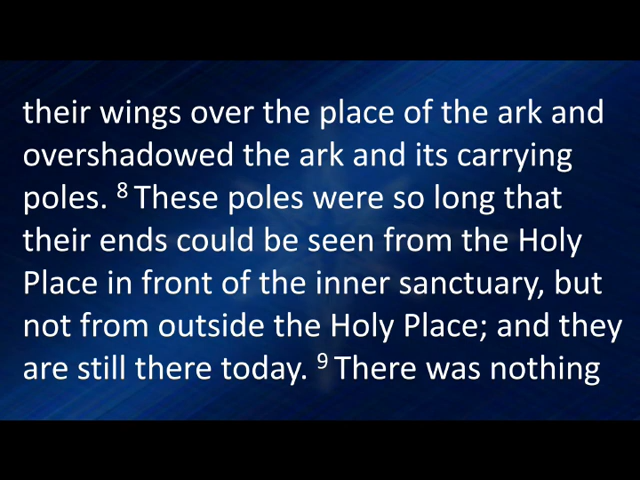 their wings over the place of the ark and
overshadowed the ark and its carrying
poles. ⁸ These poles were so long that
their ends could be seen from the Holy
Place in front of the inner sanctuary, but
not from outside the Holy Place; and they
are still there today. ⁹ There was nothing